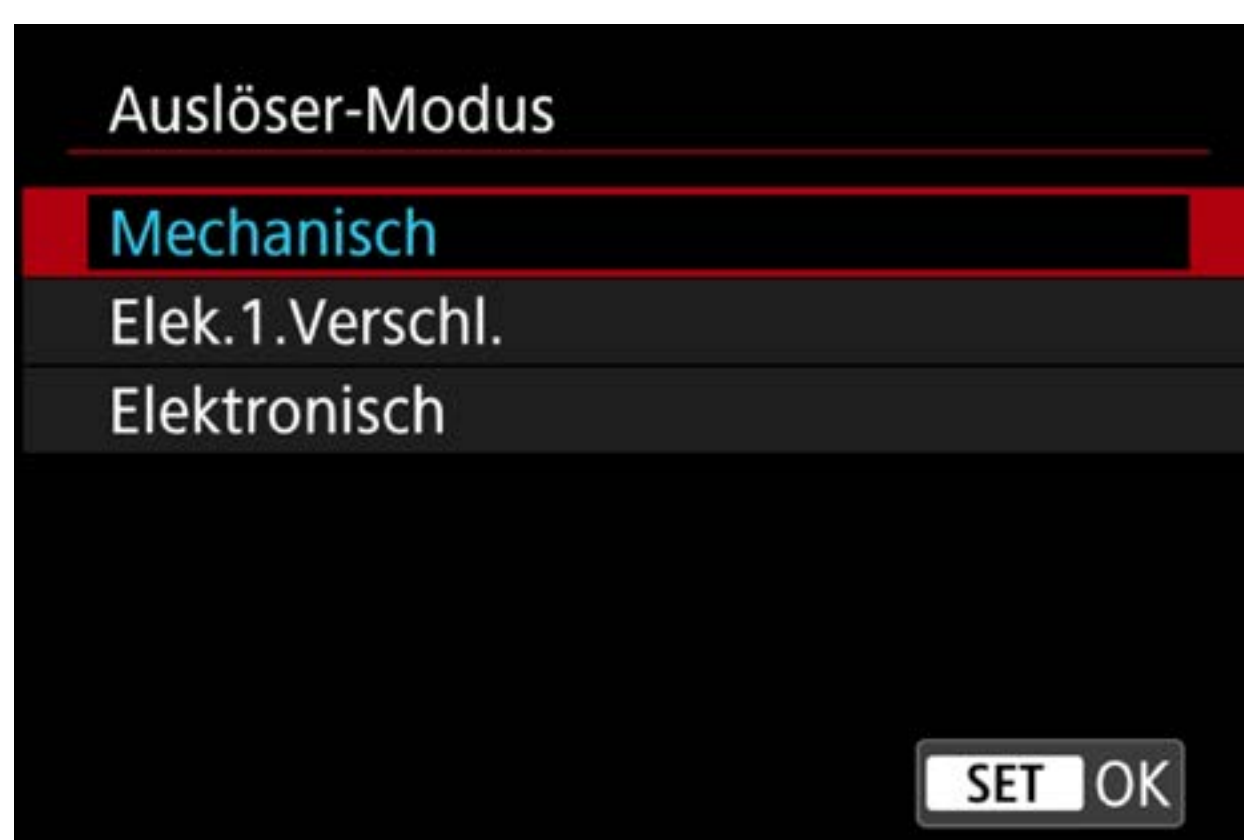 Auslöser-Modus
Mechanisch
Elek.1.Verschl.
Elektronisch
SET OK